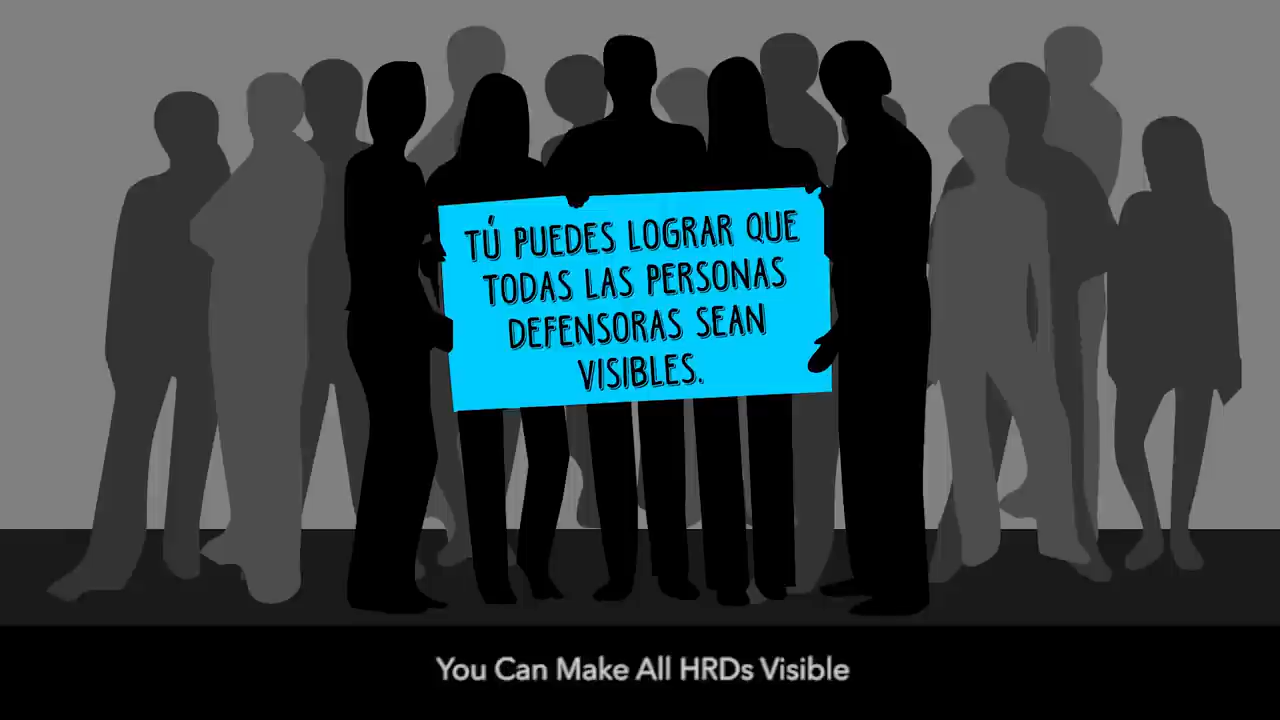 TÚ PUEDES LOGRAR QUE
TODAS LAS PERSONAS
DEFENSORAS SEAN
VISIBLES.
You Can Make All HRDs Visible